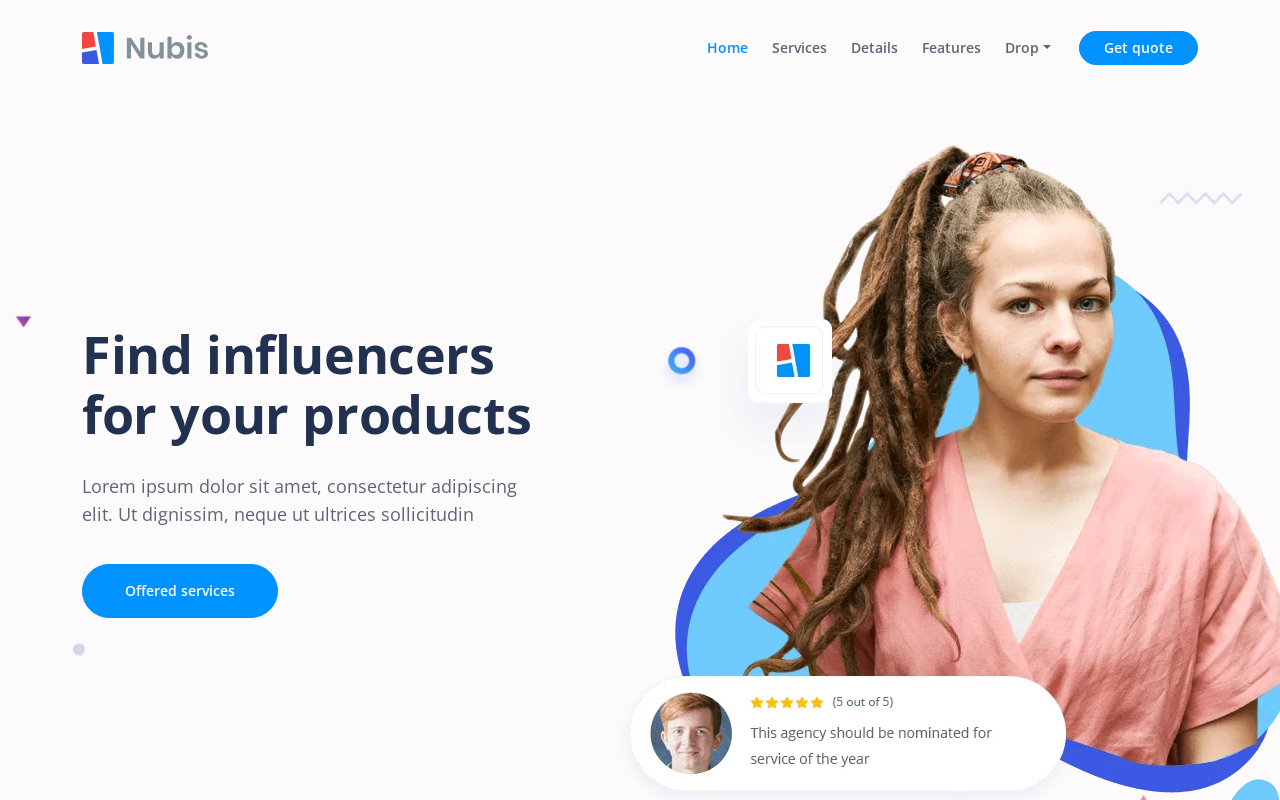 Nubis
Home Services Details Features Drop Get quote
Find influencers
for your products
Lorem ipsum dolor sit amet, consectetur adipiscing
elit. Ut dignissim, neque ut ultrices sollicitudin
Offered services
(5 out of 5)
This agency should be nominated for
service of the year